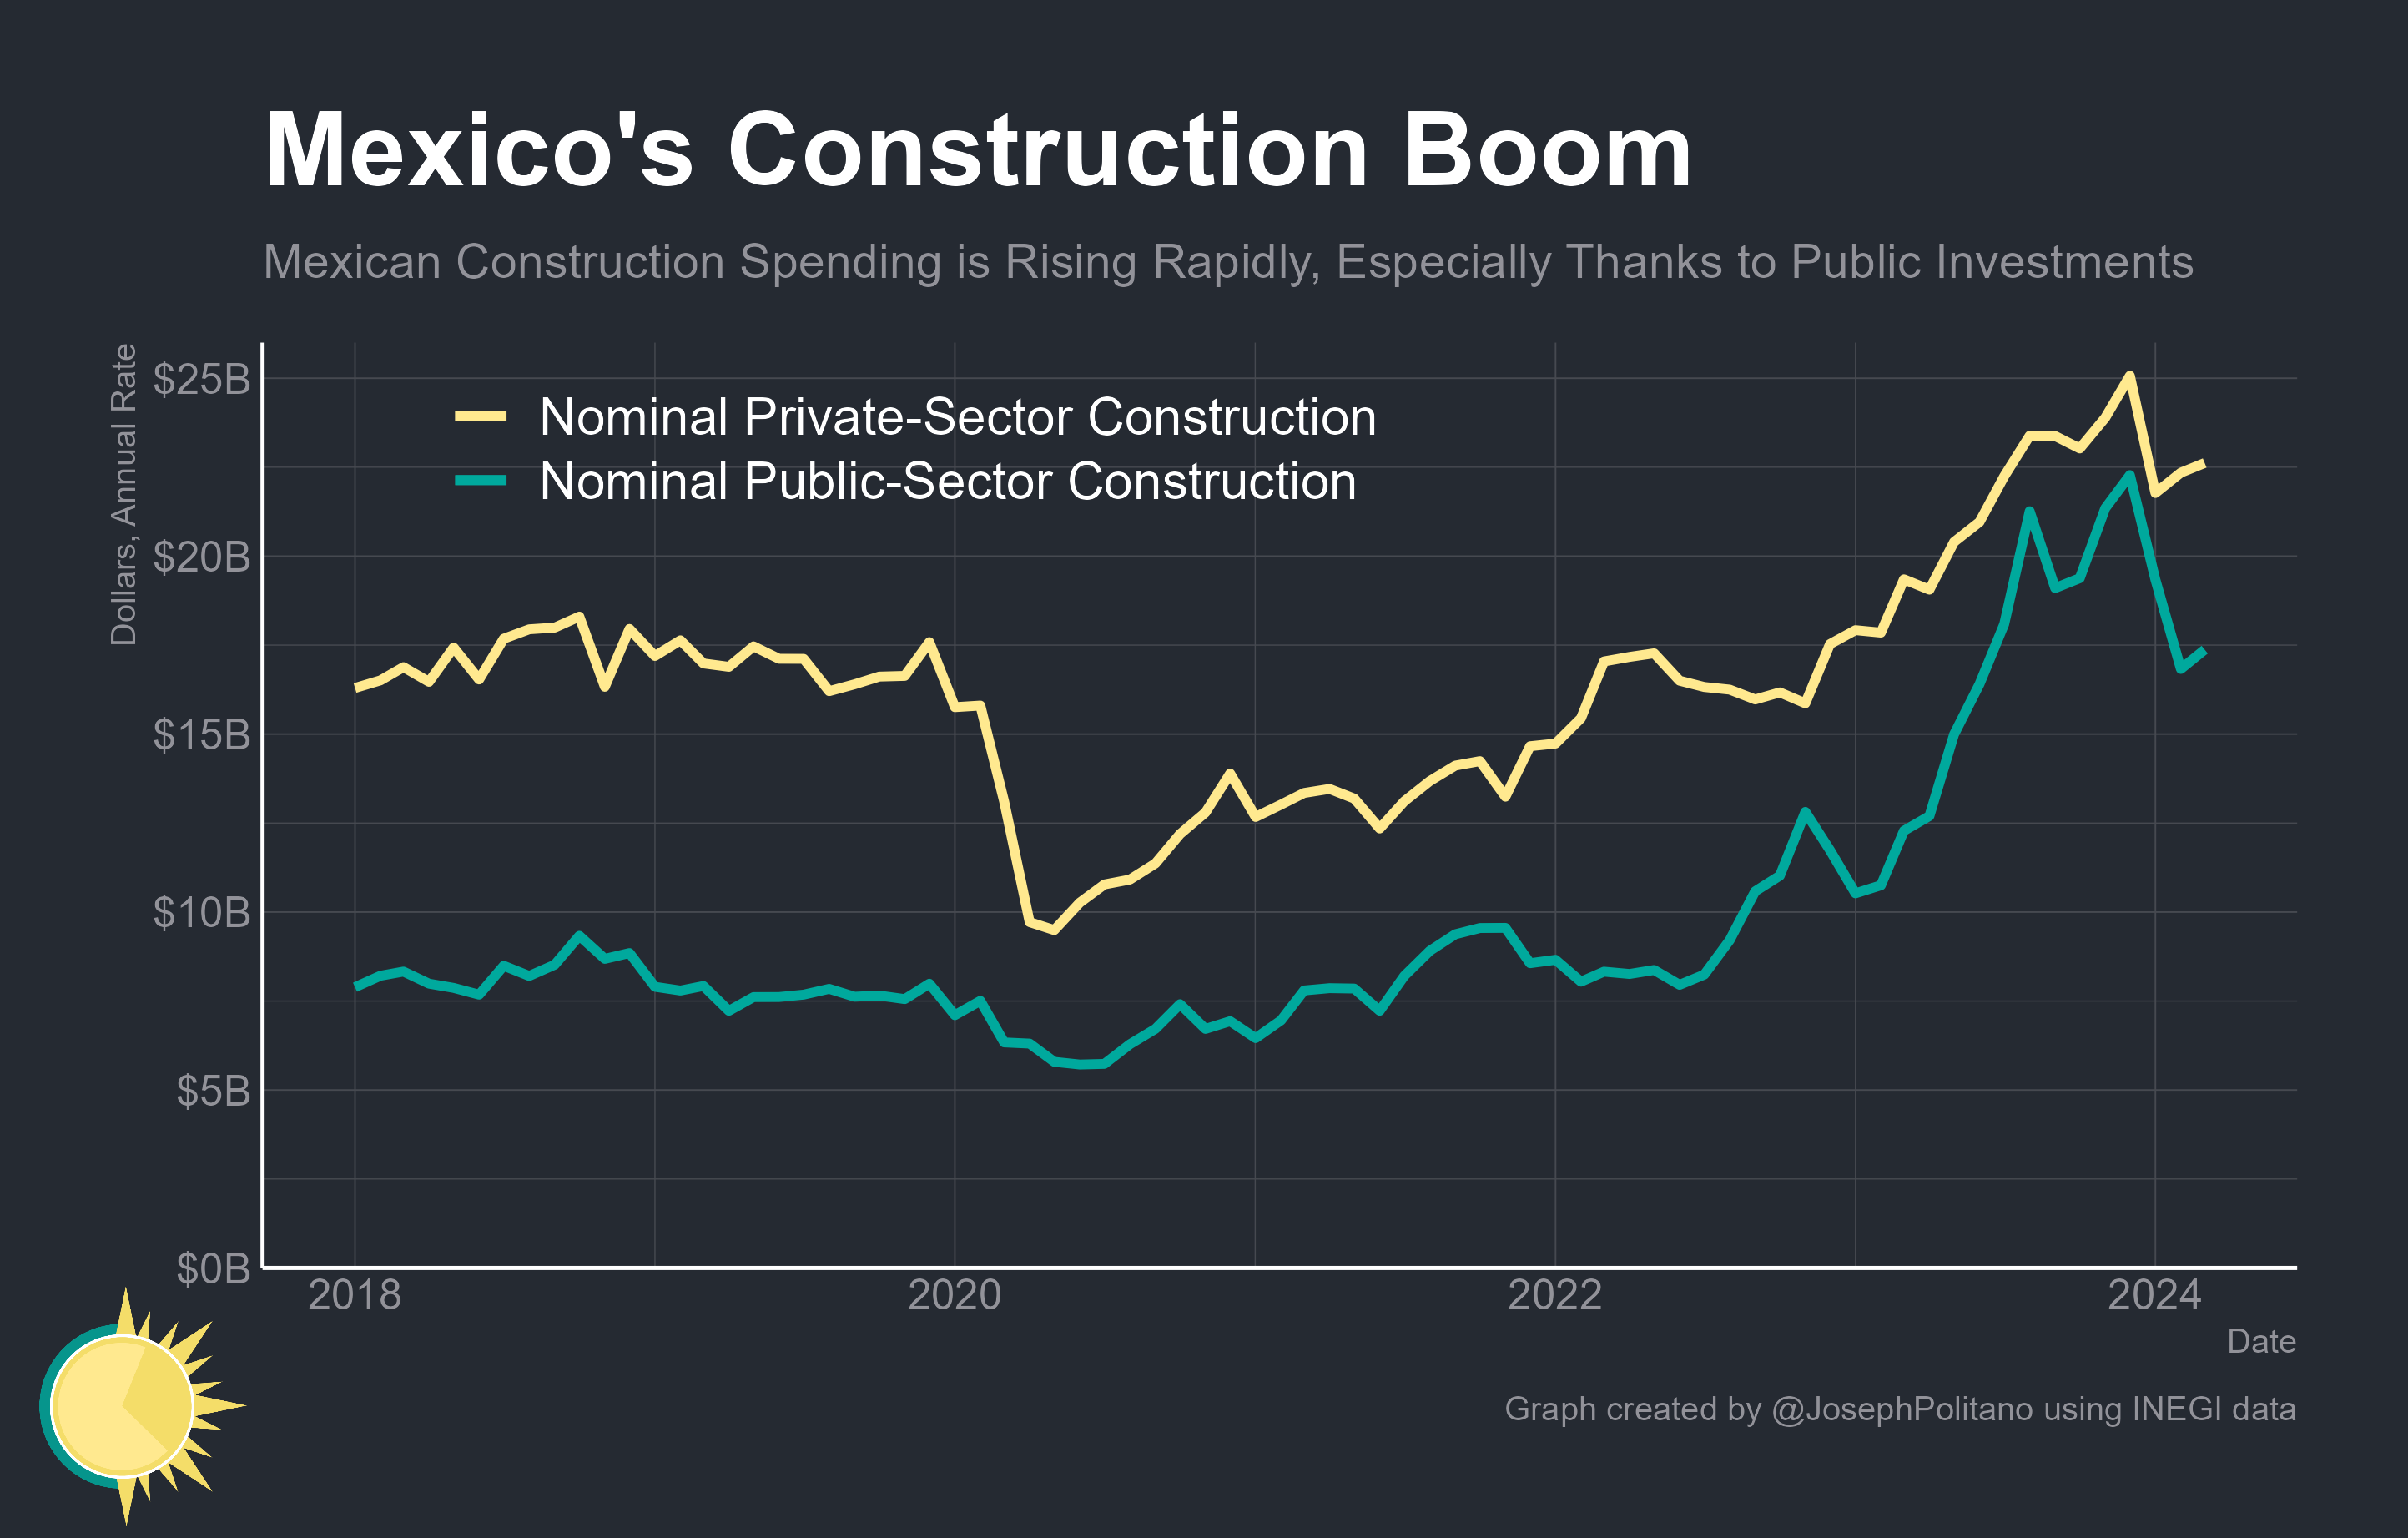 Mexico's Construction Boom
Mexican Construction Spending is Rising Rapidly, Especially Thanks to Public Investments
Dollars, Annual Rate
$25B
$20B
$15B
$10B
$5B
$0B
Nominal Private-Sector Construction
Nominal Public-Sector Construction
2018
2020
2022
2024
Date
Graph created by @JosephPolitano using INEGI data